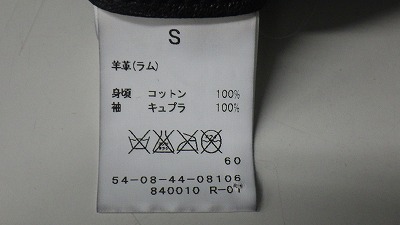 S
羊革(ラム)
身頃 コットン 100%
袖 キュプラ 100%
60
54-08-44-08106
840010 R-01